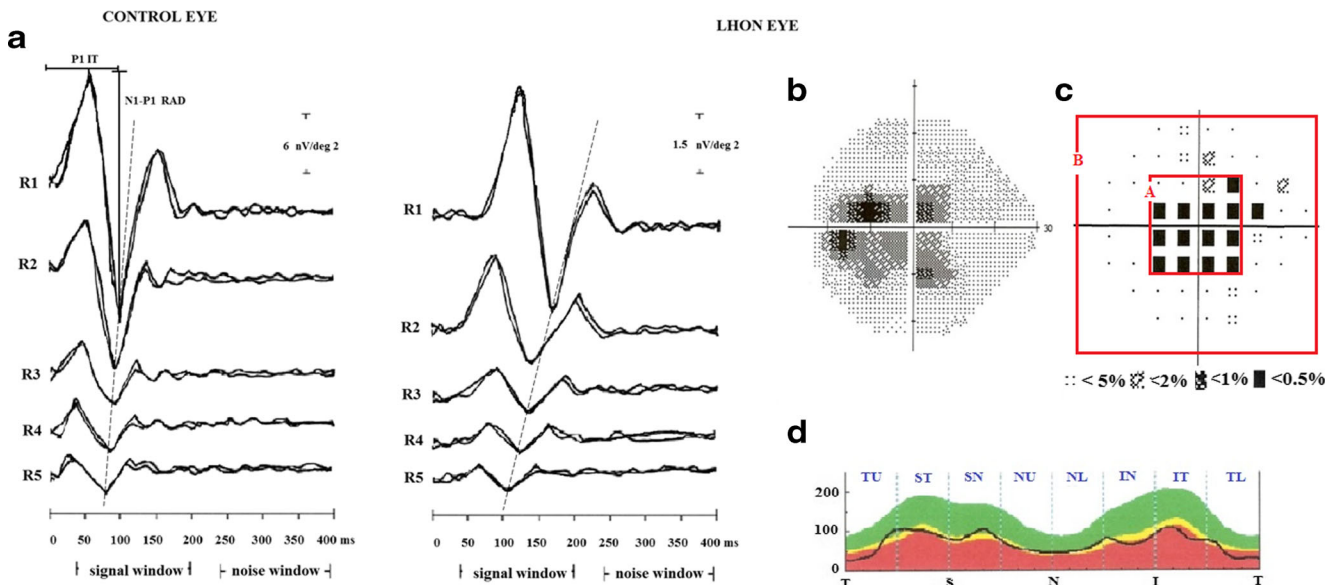 CONTROL EYE
LHON EYE
a
P1 IT
N1-P1 RAD
6 nV/deg 2
R1
R2
R3
R4
R5
0 50 100 150 200 250 300 350 400 ms
signal window
noise window
1.5 nV/deg 2
R1
R2
R3
R4
R5
0 50 100 150 200 250 300 350 400 ms
signal window
noise window
b
30
c
B
A
< 5% <2% <1% <0.5%
d
TU ST SN NU NL IN IT TL
200
100
0
T S N I T